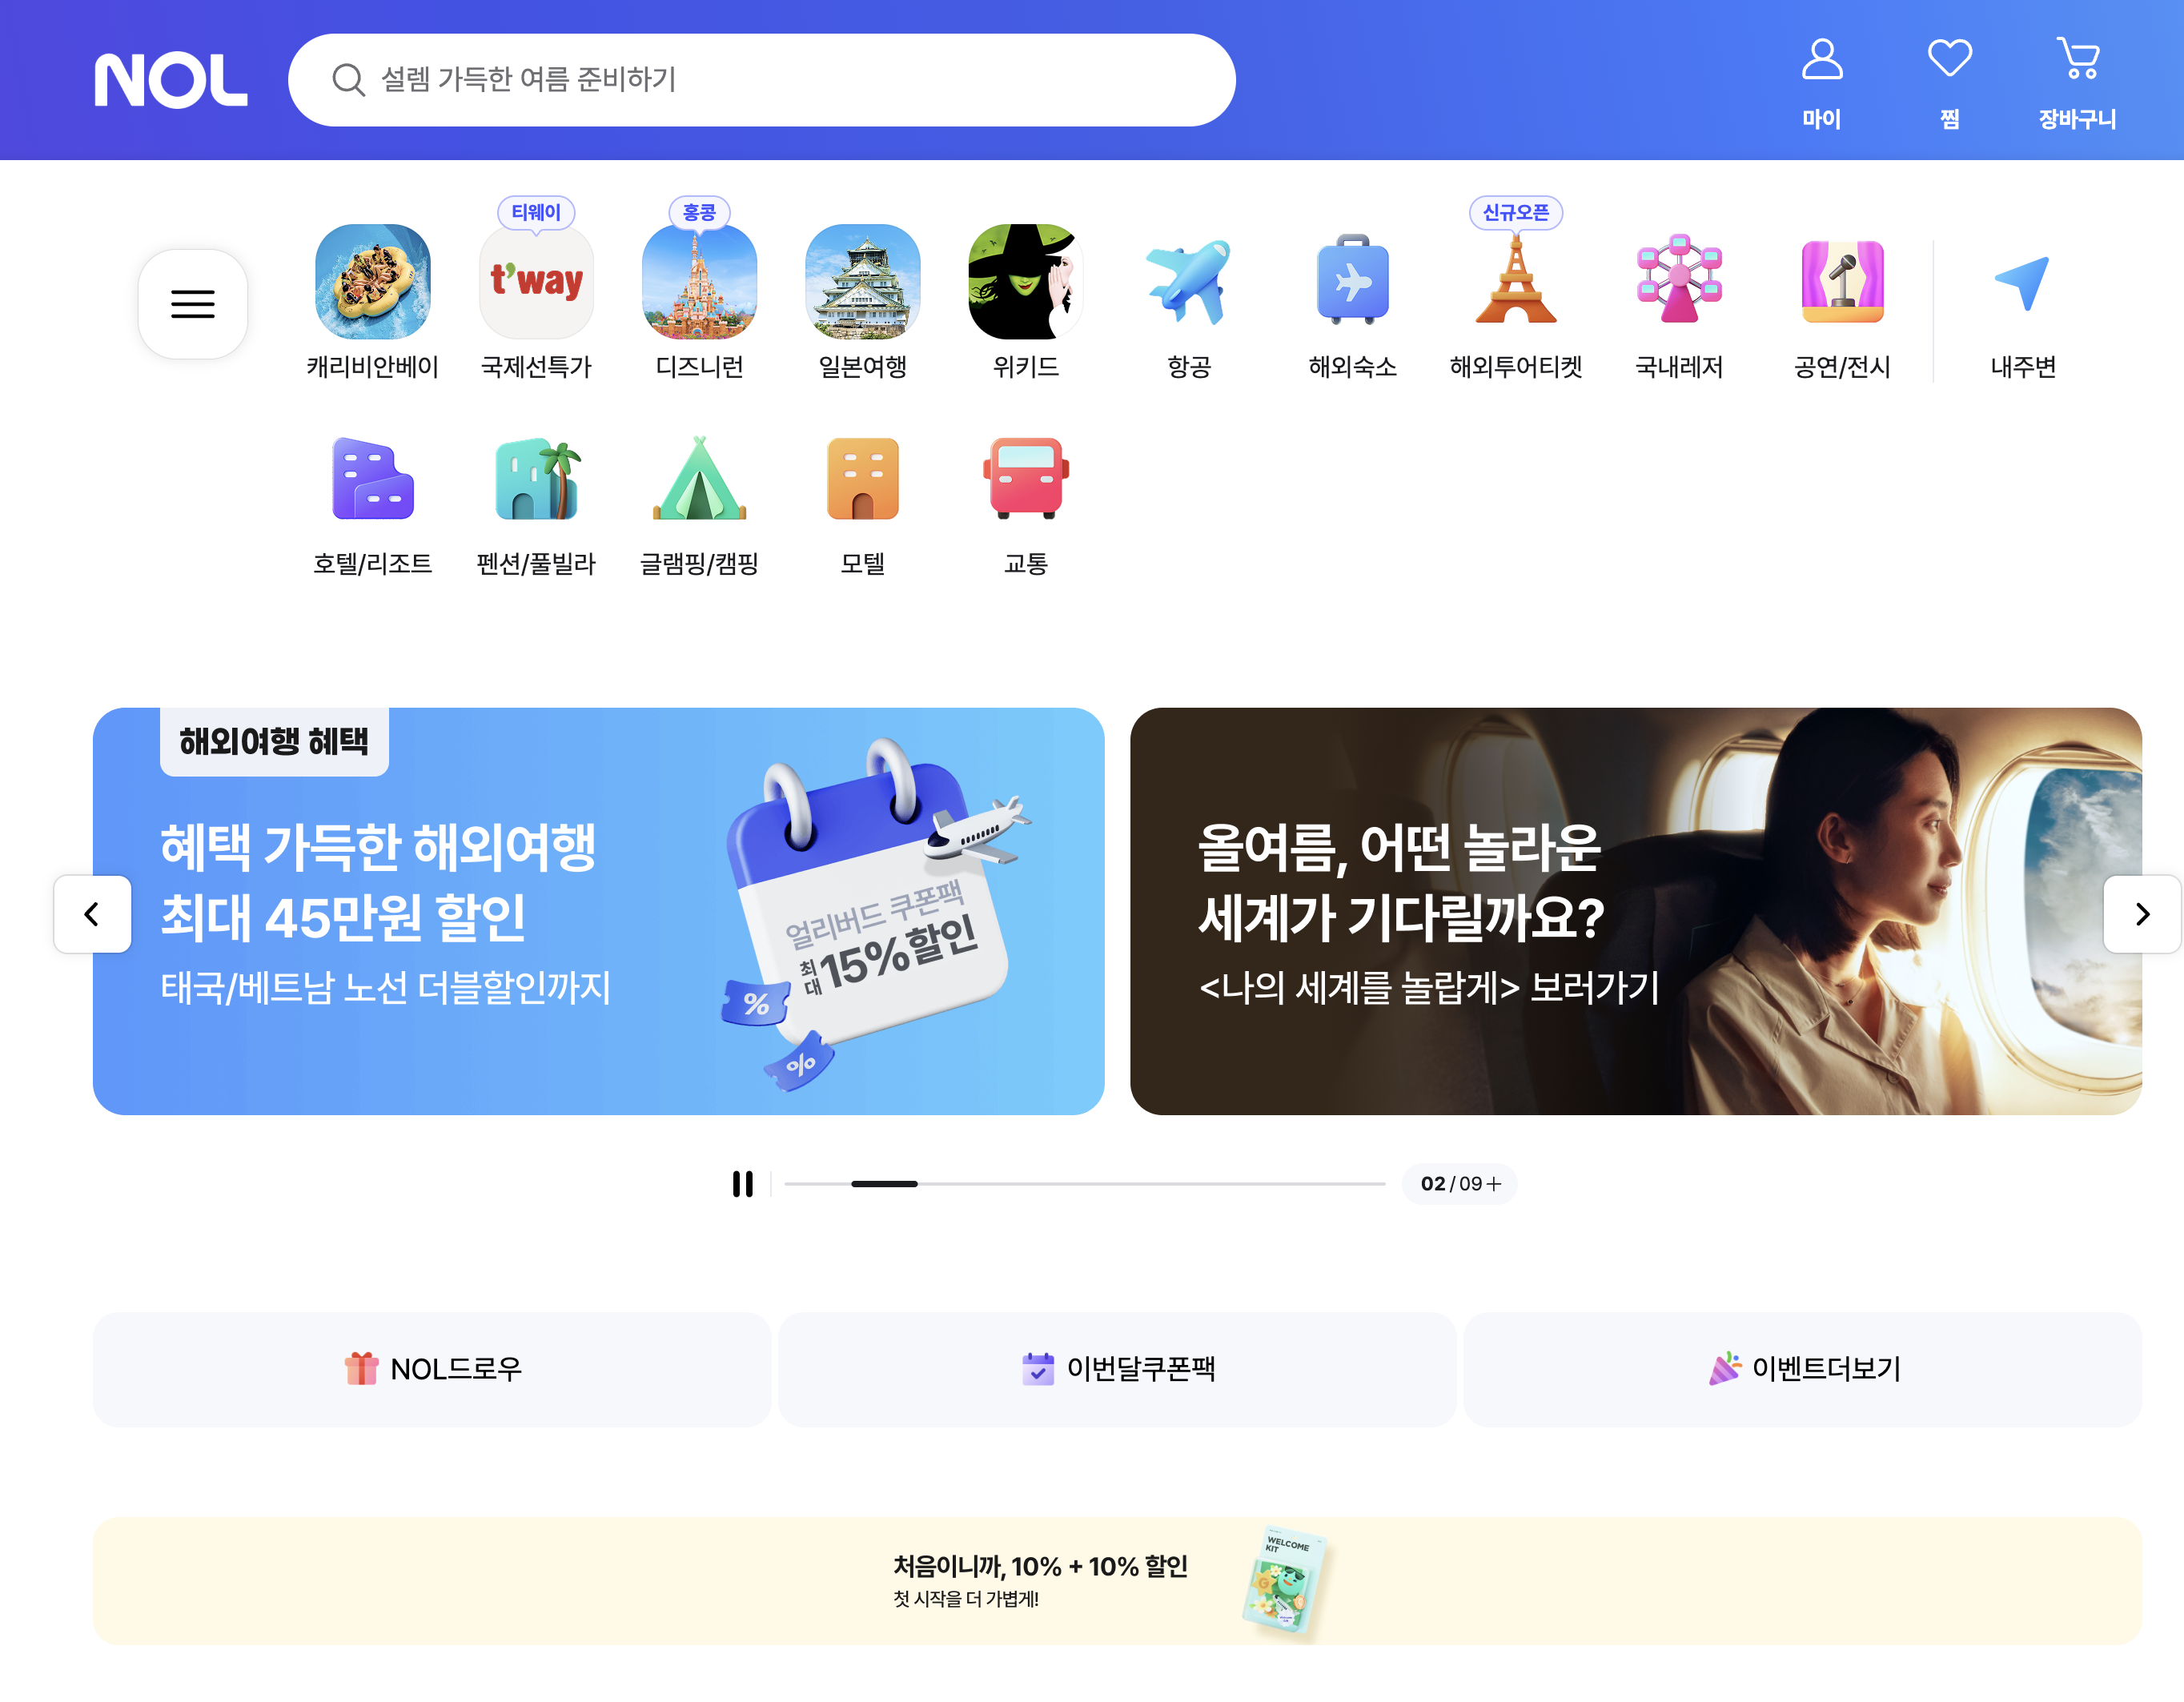 NOL
설렘 가득한 여름 준비하기
마이
찜
장바구니
티웨이
홍콩
신규오픈
t'way
캐리비안베이
국제선특가
디즈니런
일본여행
위키드
항공
해외숙소
해외투어티켓
국내레저
공연/전시
내주변
호텔/리조트
펜션/풀빌라
글램핑/캠핑
모텔
교통
해외여행 혜택
혜택 가득한 해외여행
최대 45만원 할인
태국/베트남 노선 더블할인까지
얼리버드 쿠폰팩
최대 15%할인
%
%
올여름, 어떤 놀라운
세계가 기다릴까요?
<나의 세계를 놀랍게> 보러가기
02 / 09 +
NOL드로우
이번달쿠폰팩
이벤트더보기
처음이니까, 10% + 10% 할인
첫 시작을 더 가볍게!
WELCOME
KIT